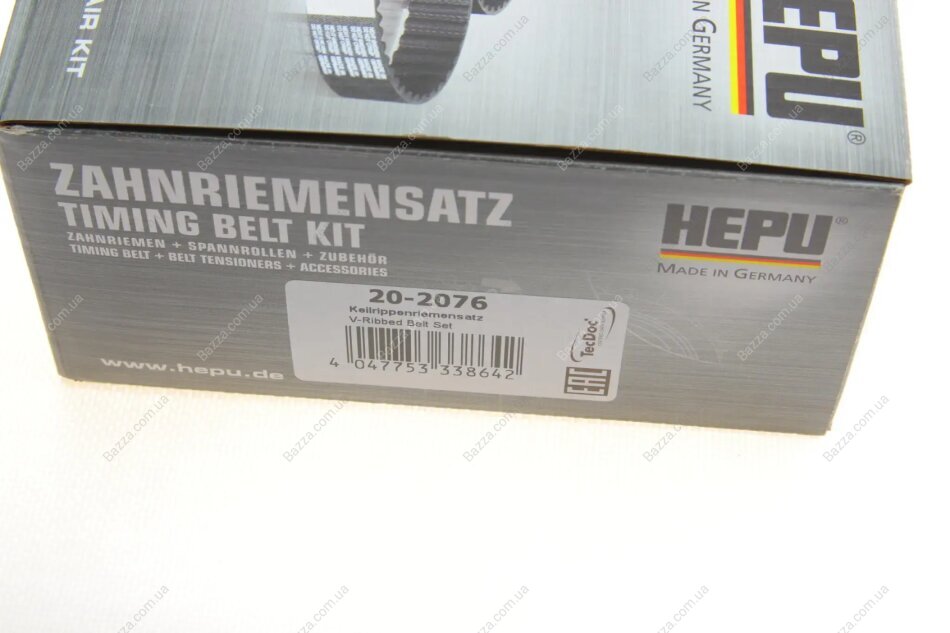 AIR KIT
IN GERMANY
HEPU®
ZAHNRIEMENSATZ
TIMING BELT KIT
ZAHNRIEMEN + SPANNROLLEN + ZUBEHÖR
TIMING BELT + BELT TENSIONERS + ACCESSORIES
HEPU®
MADE IN GERMANY
20-2076
Keilrippenriemensatz
V-Ribbed Belt Set
4 047753 338642
TecDoc
EAC
www.hepu.de
Bazza.com.ua